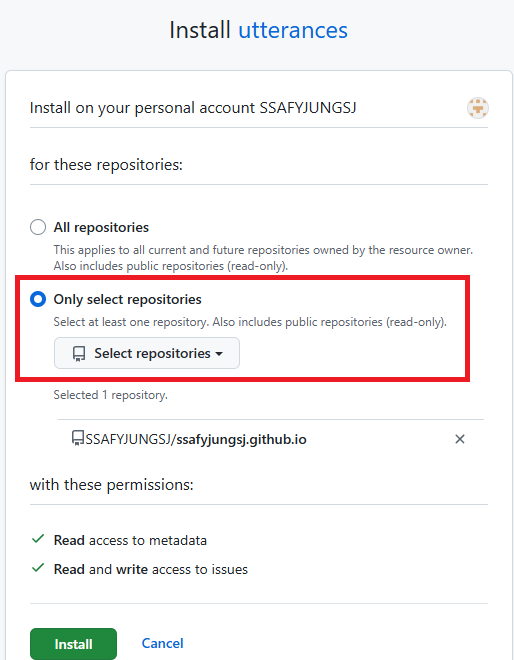 Install utterances
Install on your personal account SSAFYJUNGSJ
for these repositories:
All repositories
This applies to all current and future repositories owned by the resource owner.
Also includes public repositories (read-only).
Only select repositories
Select at least one repository. Also includes public repositories (read-only).
Select repositories
Selected 1 repository.
SSAFYJUNGSJ/ssafyjungsj.github.io
with these permissions:
Read access to metadata
Read and write access to issues
Install Cancel